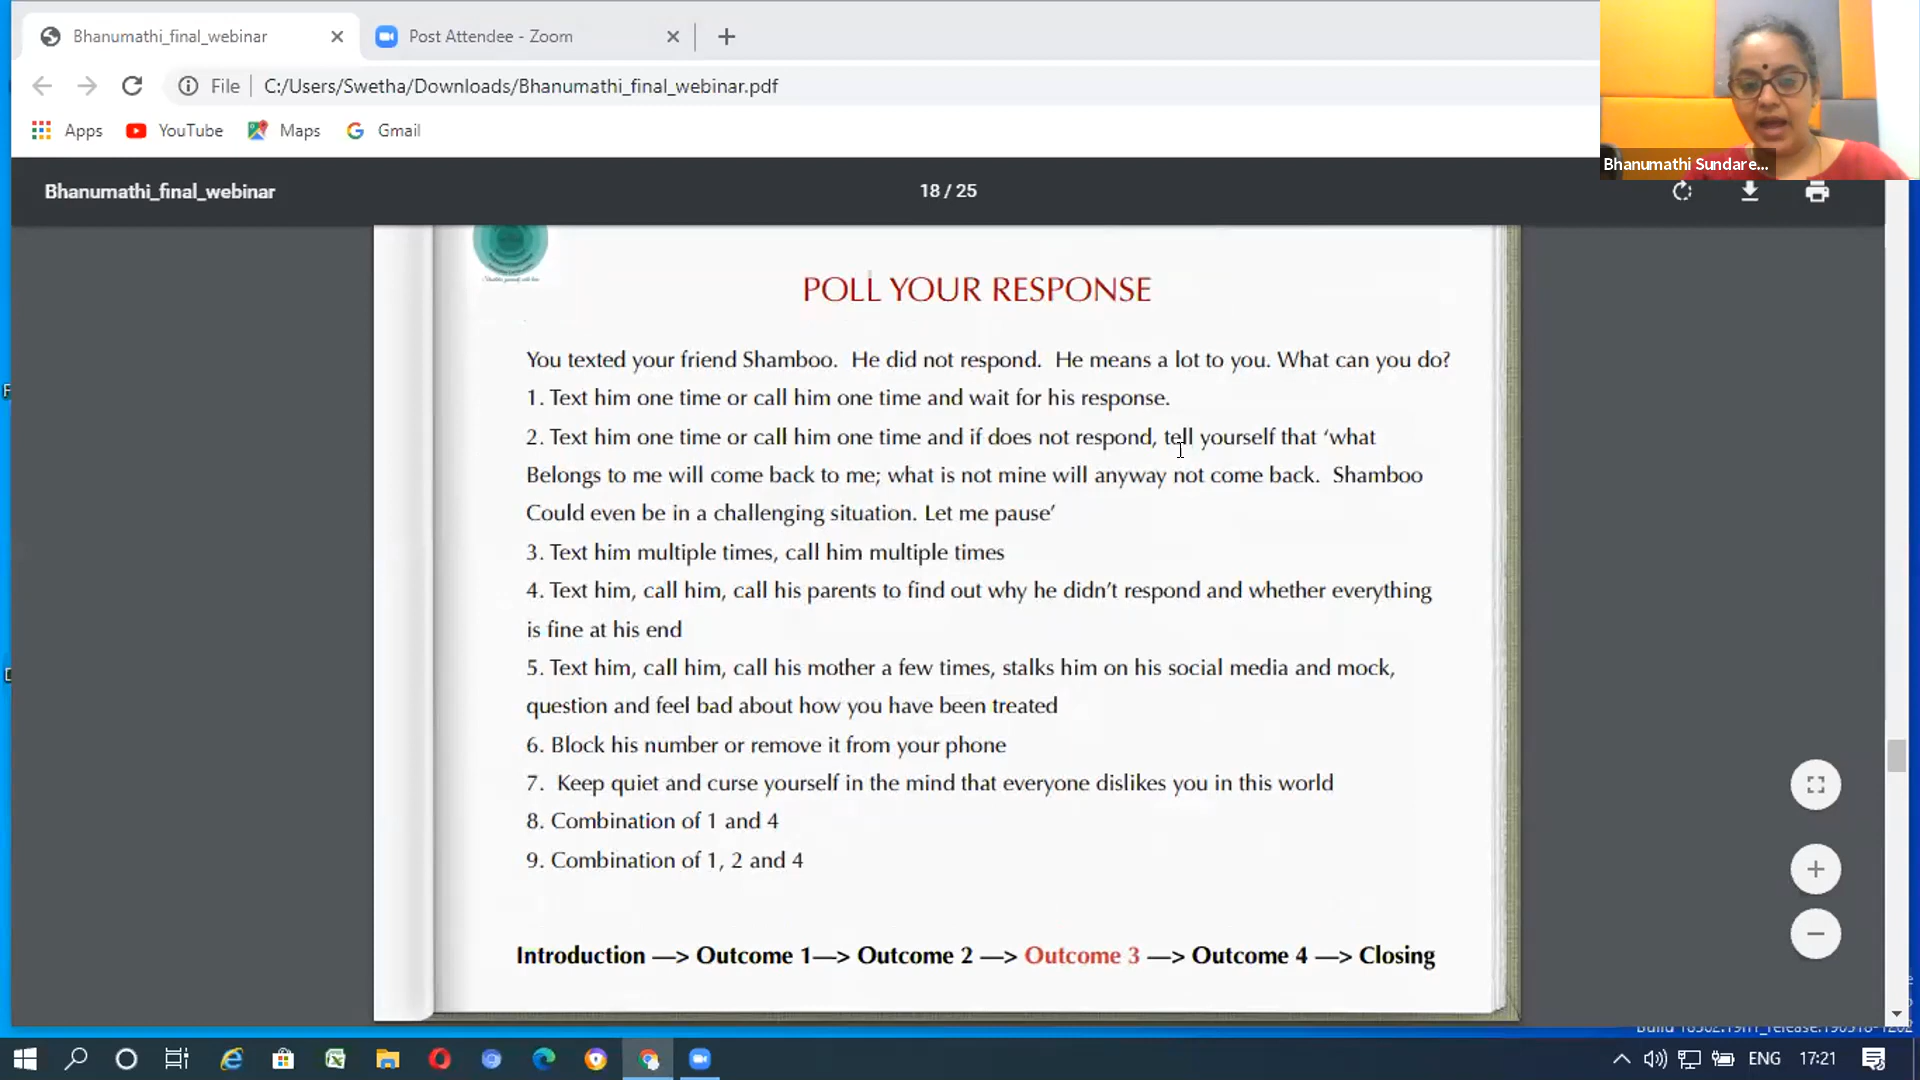 Bhanumathi_final_webinar
Post Attendee - Zoom
File
C:/Users/Swetha/Downloads/Bhanumathi_final_webinar.pdf
Apps
YouTube
Maps
Gmail
Bhanumathi Sundare...
Bhanumathi_final_webinar
18 / 25
POLL YOUR RESPONSE
You texted your friend Shamboo.  He did not respond.  He means a lot to you. What can you do?
1. Text him one time or call him one time and wait for his response.
2. Text him one time or call him one time and if does not respond, tell yourself that ‘what
Belongs to me will come back to me; what is not mine will anyway not come back.  Shamboo
Could even be in a challenging situation. Let me pause’
3. Text him multiple times, call him multiple times
4. Text him, call him, call his parents to find out why he didn’t respond and whether everything
is fine at his end
5. Text him, call him, call his mother a few times, stalks him on his social media and mock,
question and feel bad about how you have been treated
6. Block his number or remove it from your phone
7.  Keep quiet and curse yourself in the mind that everyone dislikes you in this world
8. Combination of 1 and 4
9. Combination of 1, 2 and 4
Introduction —> Outcome 1—> Outcome 2 —> Outcome 3 —> Outcome 4 —> Closing
ENG
17:21